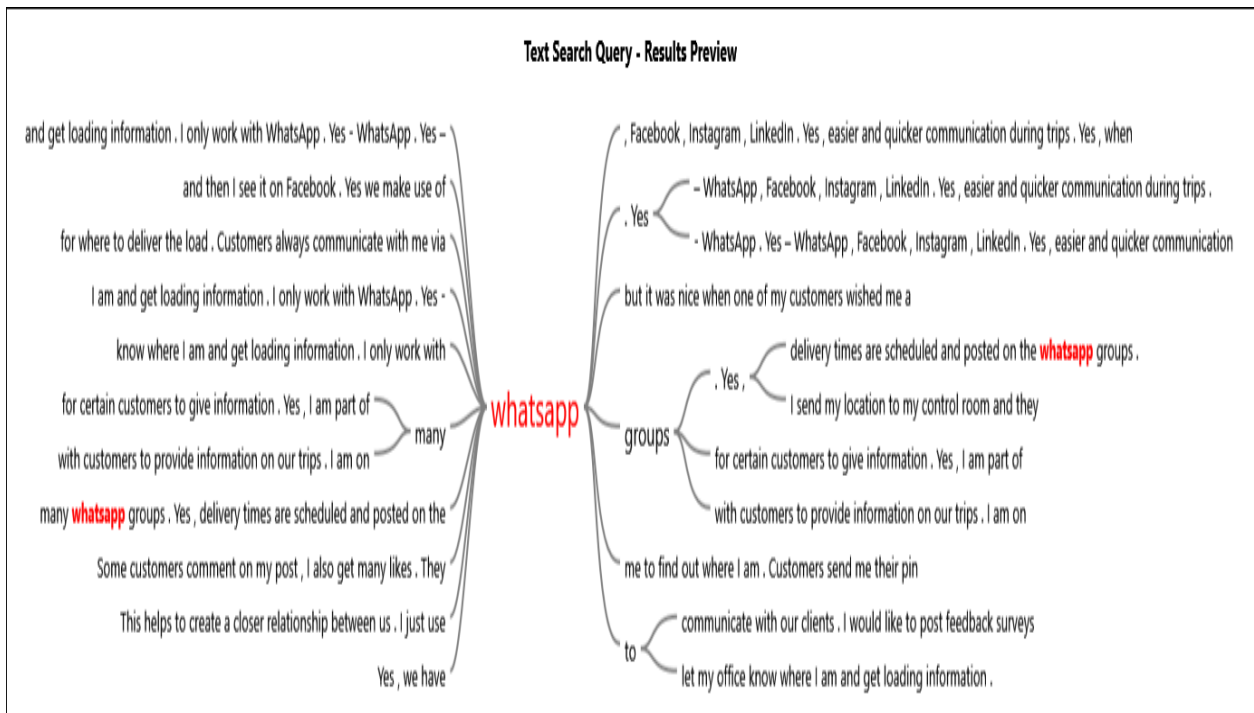 Text Search Query - Results Preview
and get loading information . I only work with WhatsApp . Yes - WhatsApp . Yes –
and then I see it on Facebook . Yes we make use of
for where to deliver the load . Customers always communicate with me via
I am and get loading information . I only work with WhatsApp . Yes -
know where I am and get loading information . I only work with
for certain customers to give information . Yes , I am part of
with customers to provide information on our trips . I am on
many
many whatsapp groups . Yes , delivery times are scheduled and posted on the
Some customers comment on my post , I also get many likes . They
This helps to create a closer relationship between us . I just use
Yes , we have
whatsapp
, Facebook , Instagram , LinkedIn . Yes , easier and quicker communication during trips . Yes , when
. Yes
– WhatsApp , Facebook , Instagram , LinkedIn . Yes , easier and quicker communication during trips .
- WhatsApp . Yes – WhatsApp , Facebook , Instagram , LinkedIn . Yes , easier and quicker communication
but it was nice when one of my customers wished me a
groups
. Yes ,
delivery times are scheduled and posted on the whatsapp groups .
I send my location to my control room and they
for certain customers to give information . Yes , I am part of
with customers to provide information on our trips . I am on
me to find out where I am . Customers send me their pin
to
communicate with our clients . I would like to post feedback surveys
let my office know where I am and get loading information .